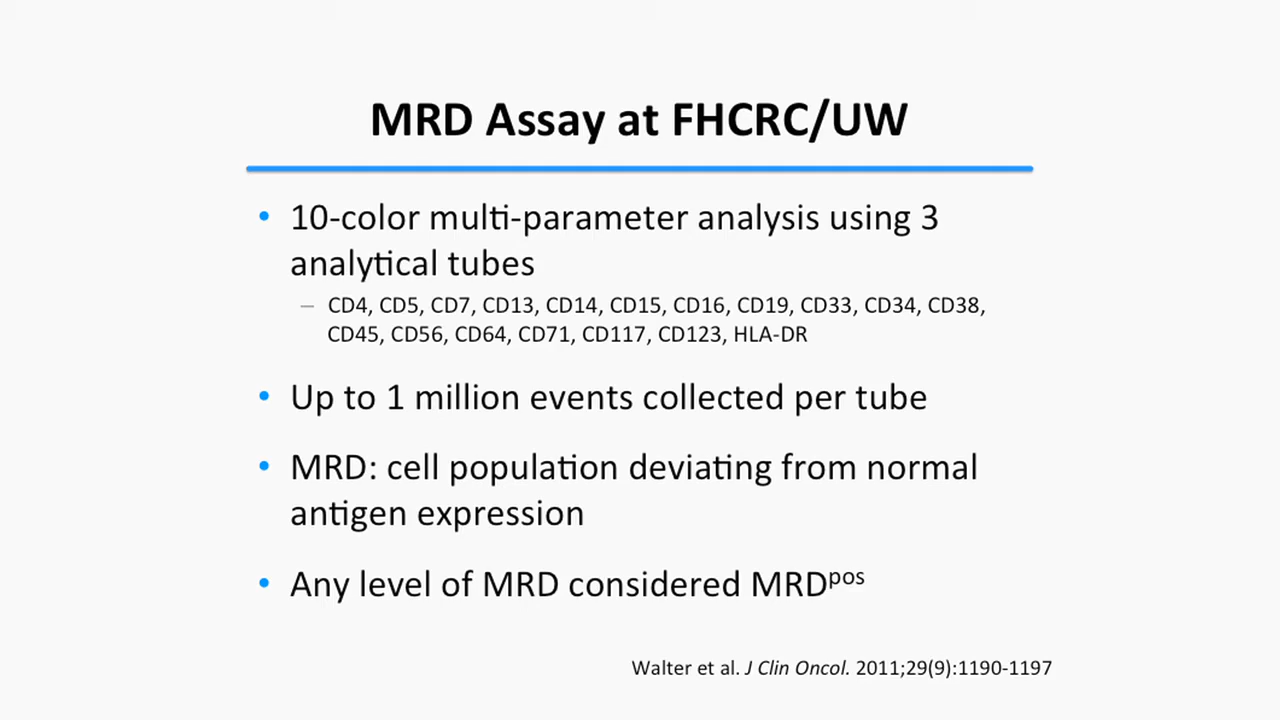 MRD Assay at FHCRC/UW
• 10-color multi-parameter analysis using 3
analytical tubes
– CD4, CD5, CD7, CD13, CD14, CD15, CD16, CD19, CD33, CD34, CD38,
CD45, CD56, CD64, CD71, CD117, CD123, HLA-DR
• Up to 1 million events collected per tube
• MRD: cell population deviating from normal
antigen expression
• Any level of MRD considered MRDpos
Walter et al. J Clin Oncol. 2011;29(9):1190-1197